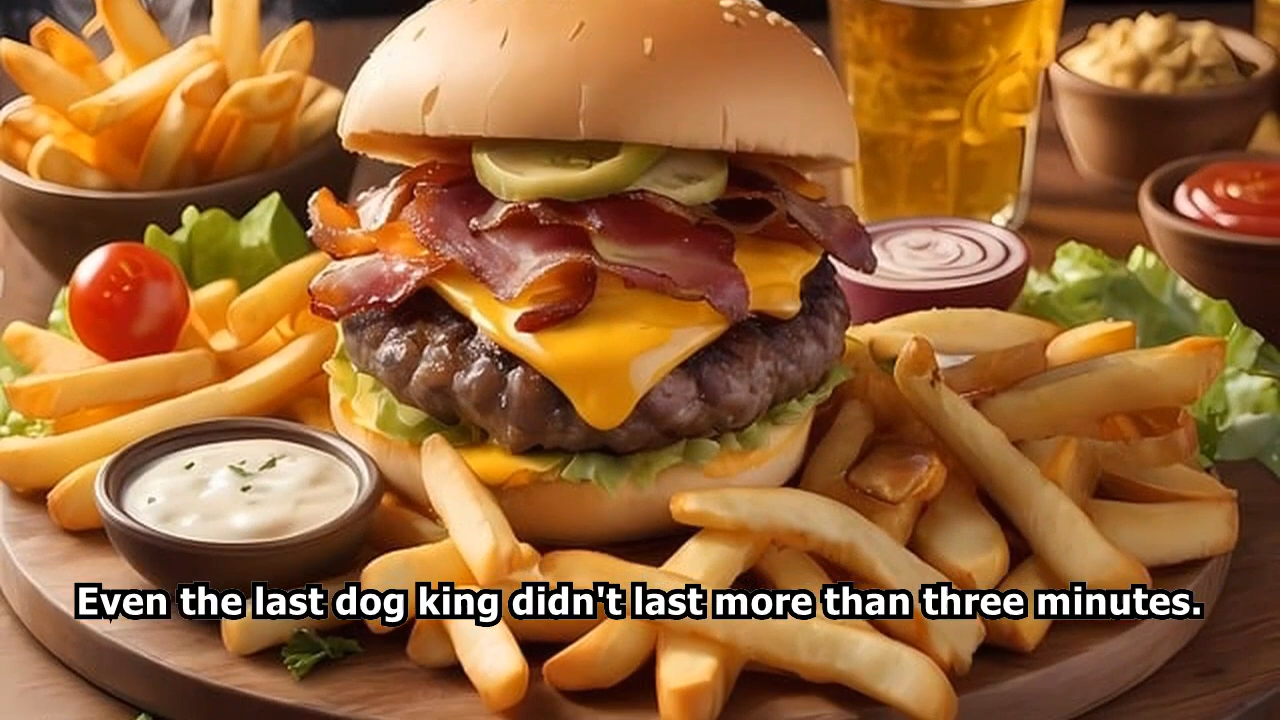 Even the last dog king didn't last more than three minutes.